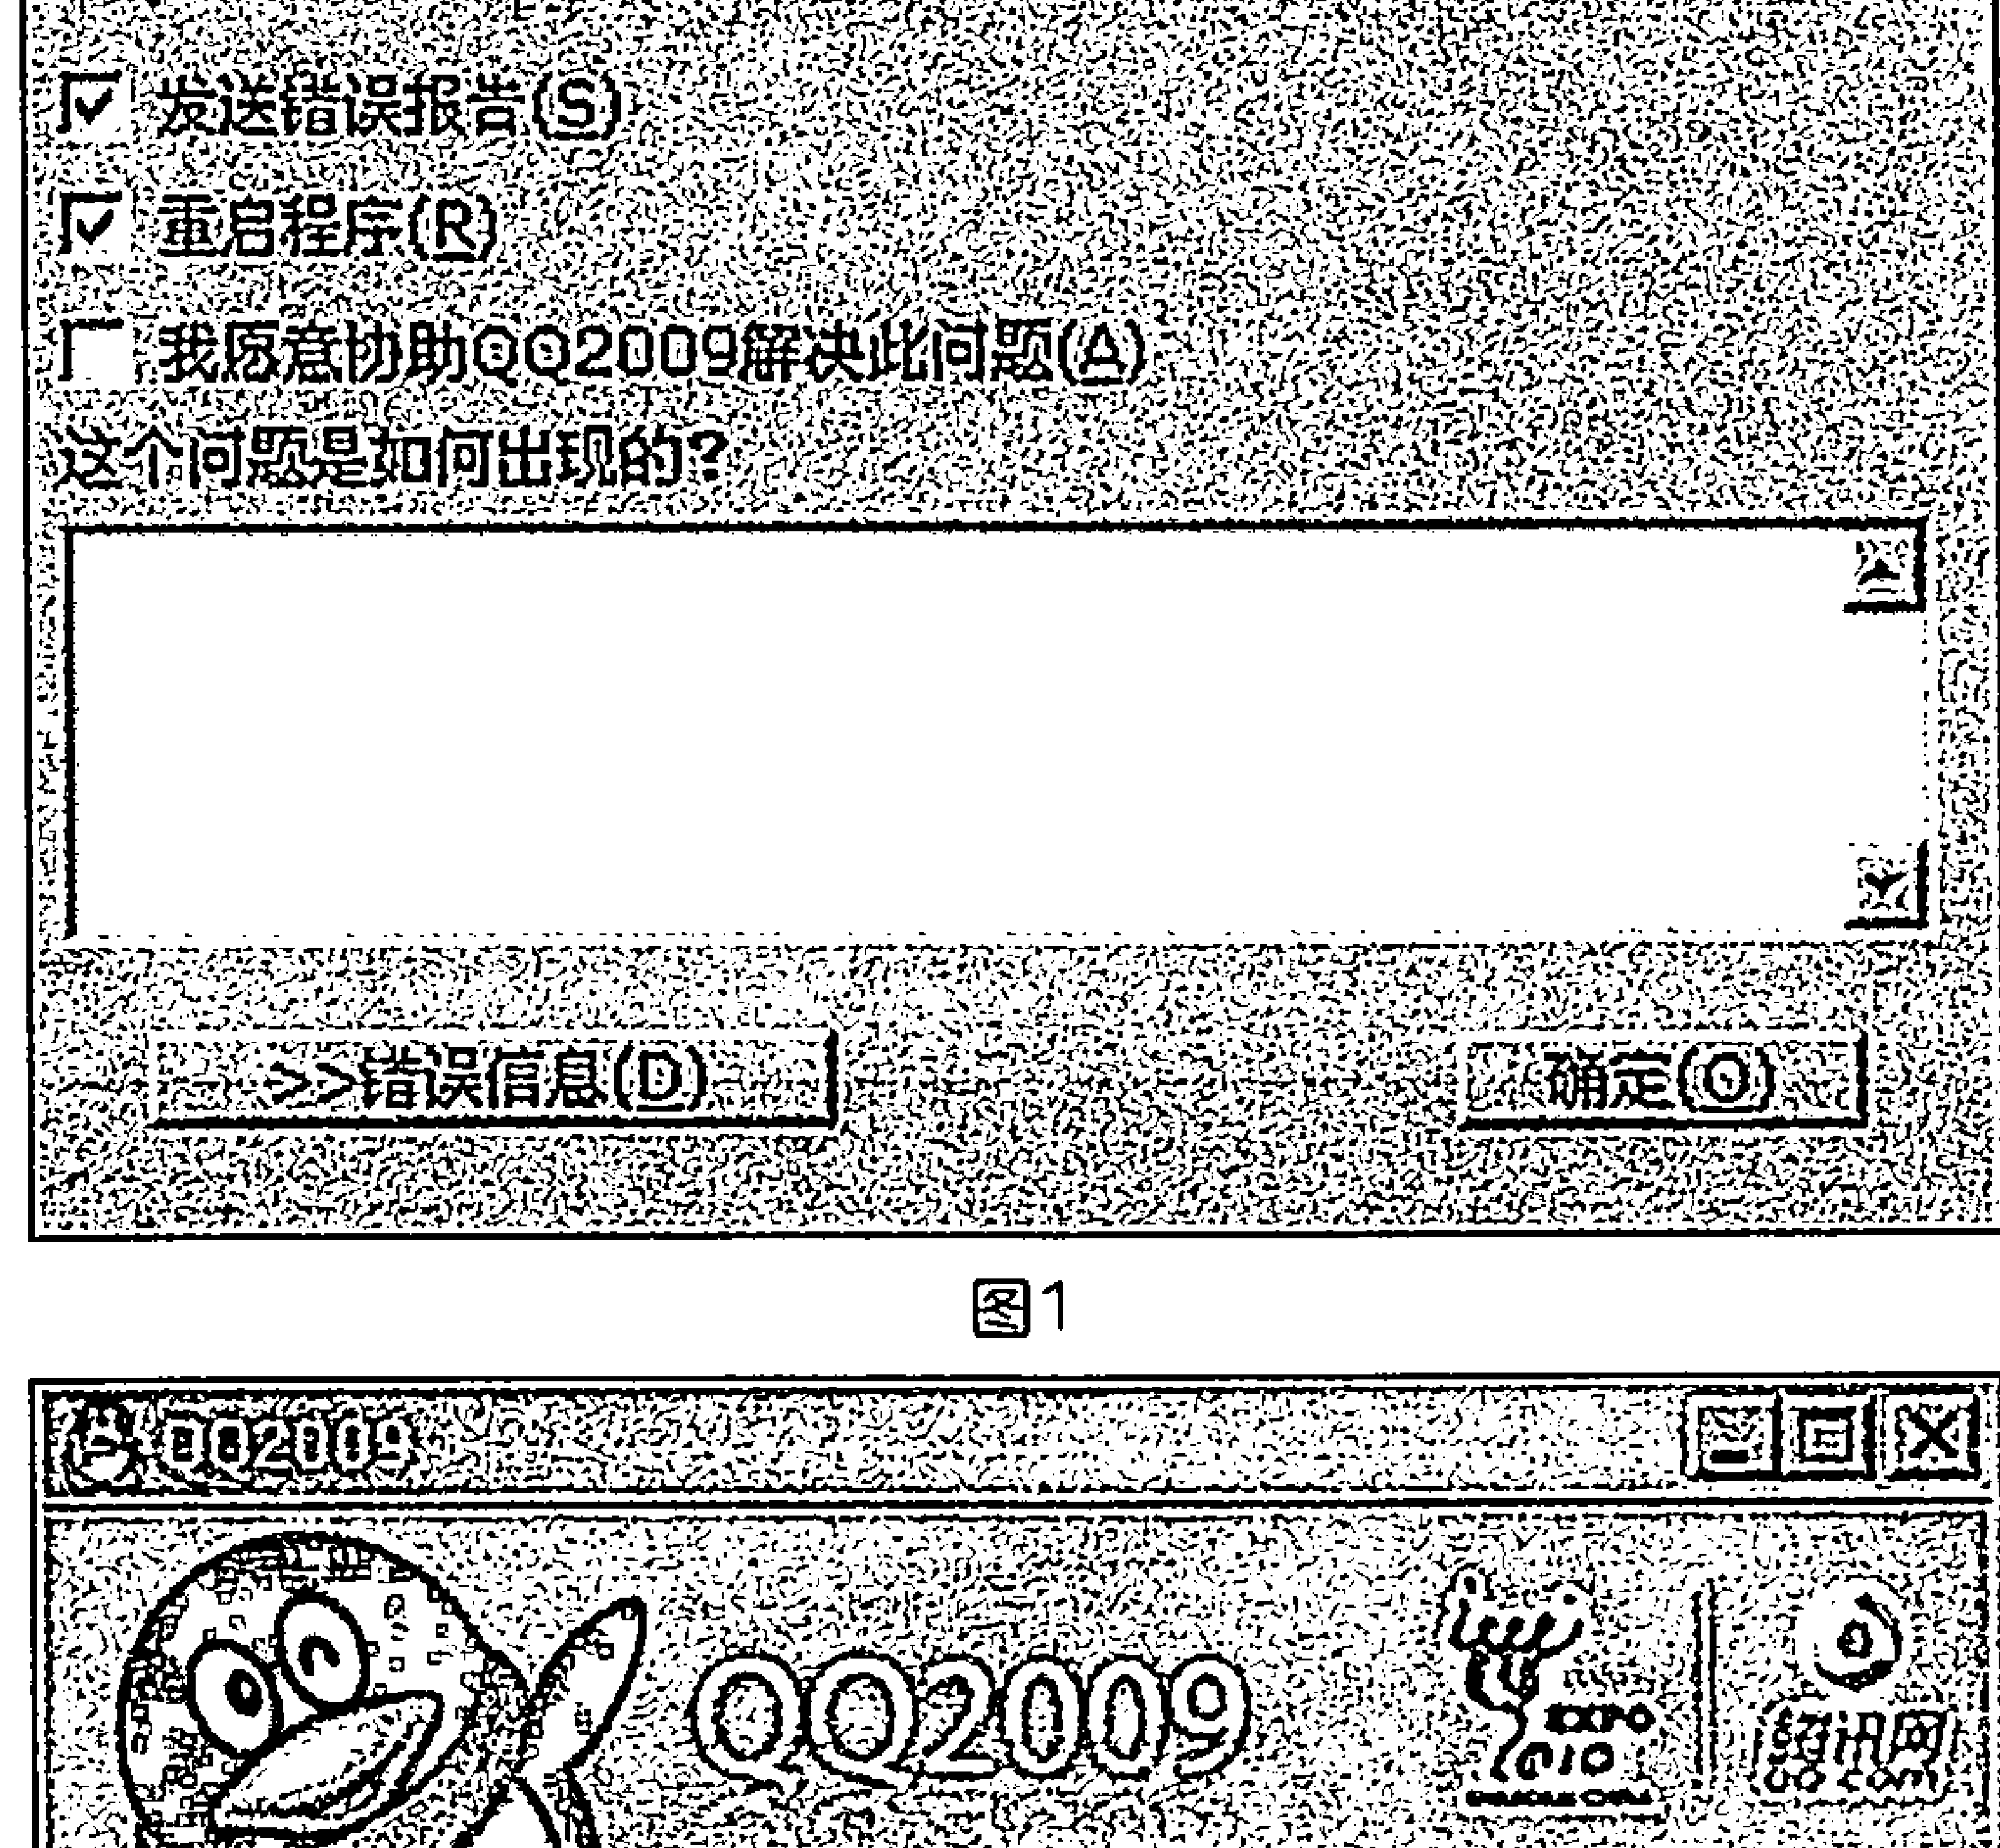 发送错误报告(S)
重启程序(R)
我愿意协助QQ2009解决此问题(A)
这个问题是如何出现的?
>>错误信息(D)
确定(O)
图1
QQ2009
QQ2009
EXPO